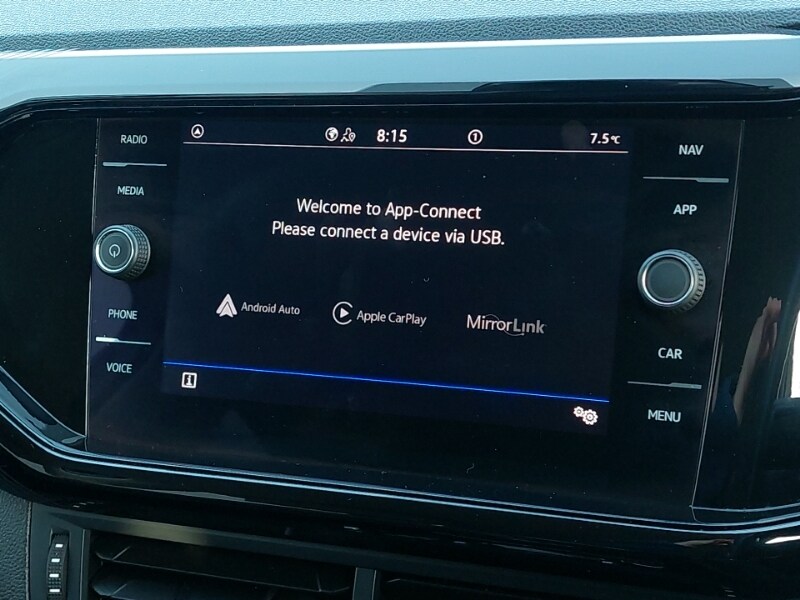 RADIO
MEDIA
PHONE
VOICE
8:15
1
7.5°C
Welcome to App-Connect
Please connect a device via USB.
Android Auto
Apple CarPlay
MirrorLink
i
NAV
APP
CAR
MENU